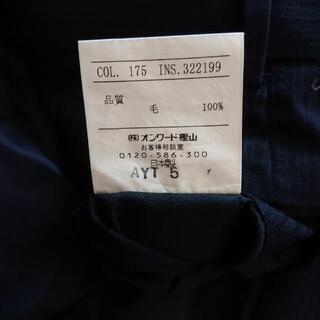 COL. 175 INS.322199
品質 毛 100%
㈱オンワード樫山
お客様相談室
0120-586-300
日本製
AYT 5